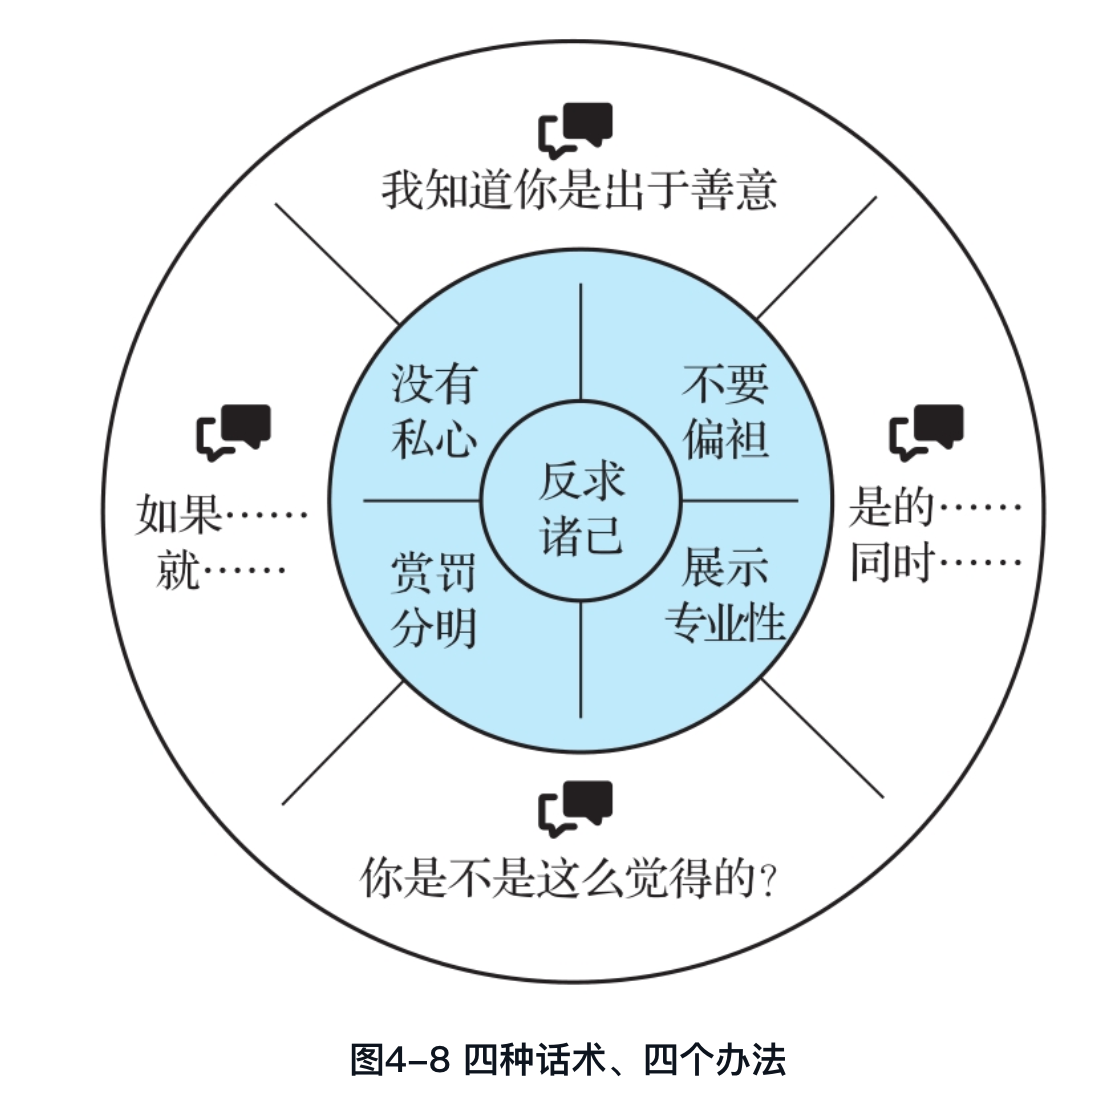 我知道你是出于善意
没有
私心
不要
偏袒
反求
诸己
如果……
就……
是的……
同时……
赏罚
分明
展示
专业性
你是不是这么觉得的?
图4-8 四种话术、四个办法